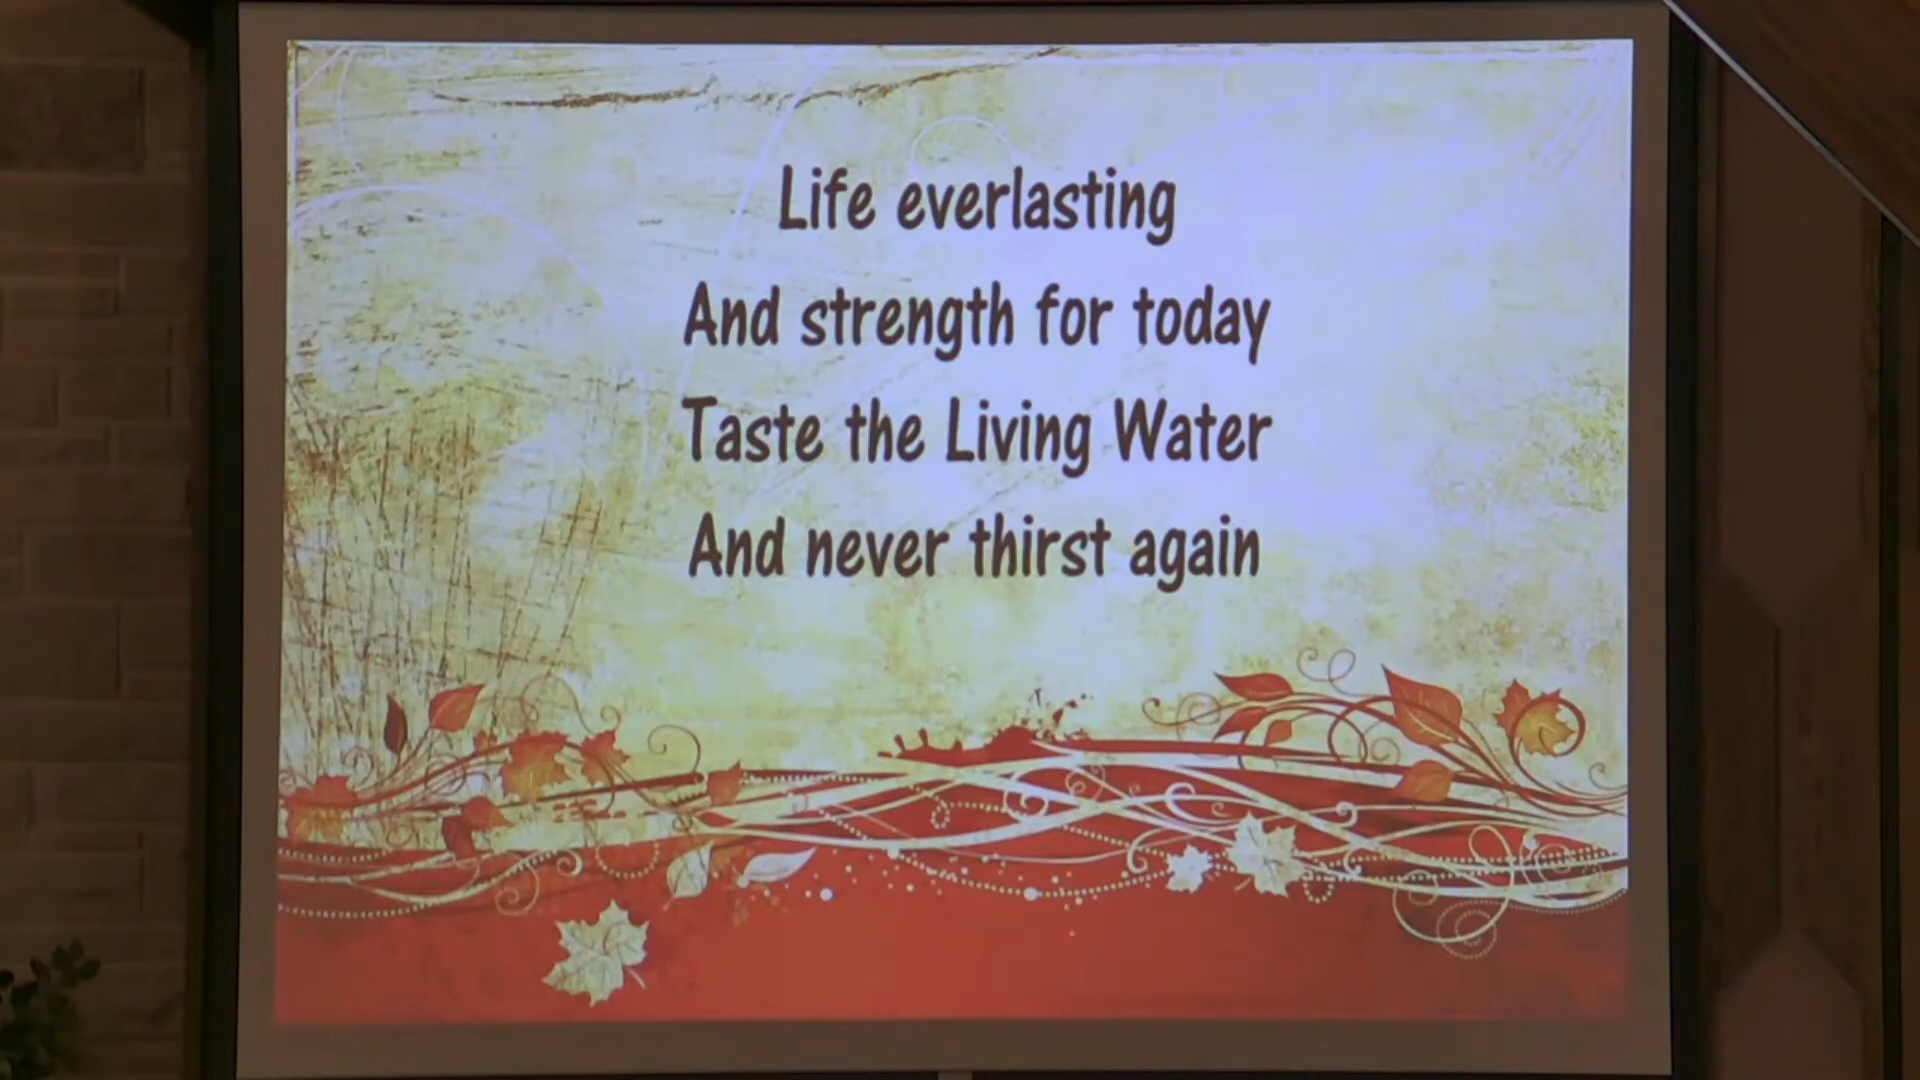 Life everlasting
And strength for today
Taste the Living Water
And never thirst again